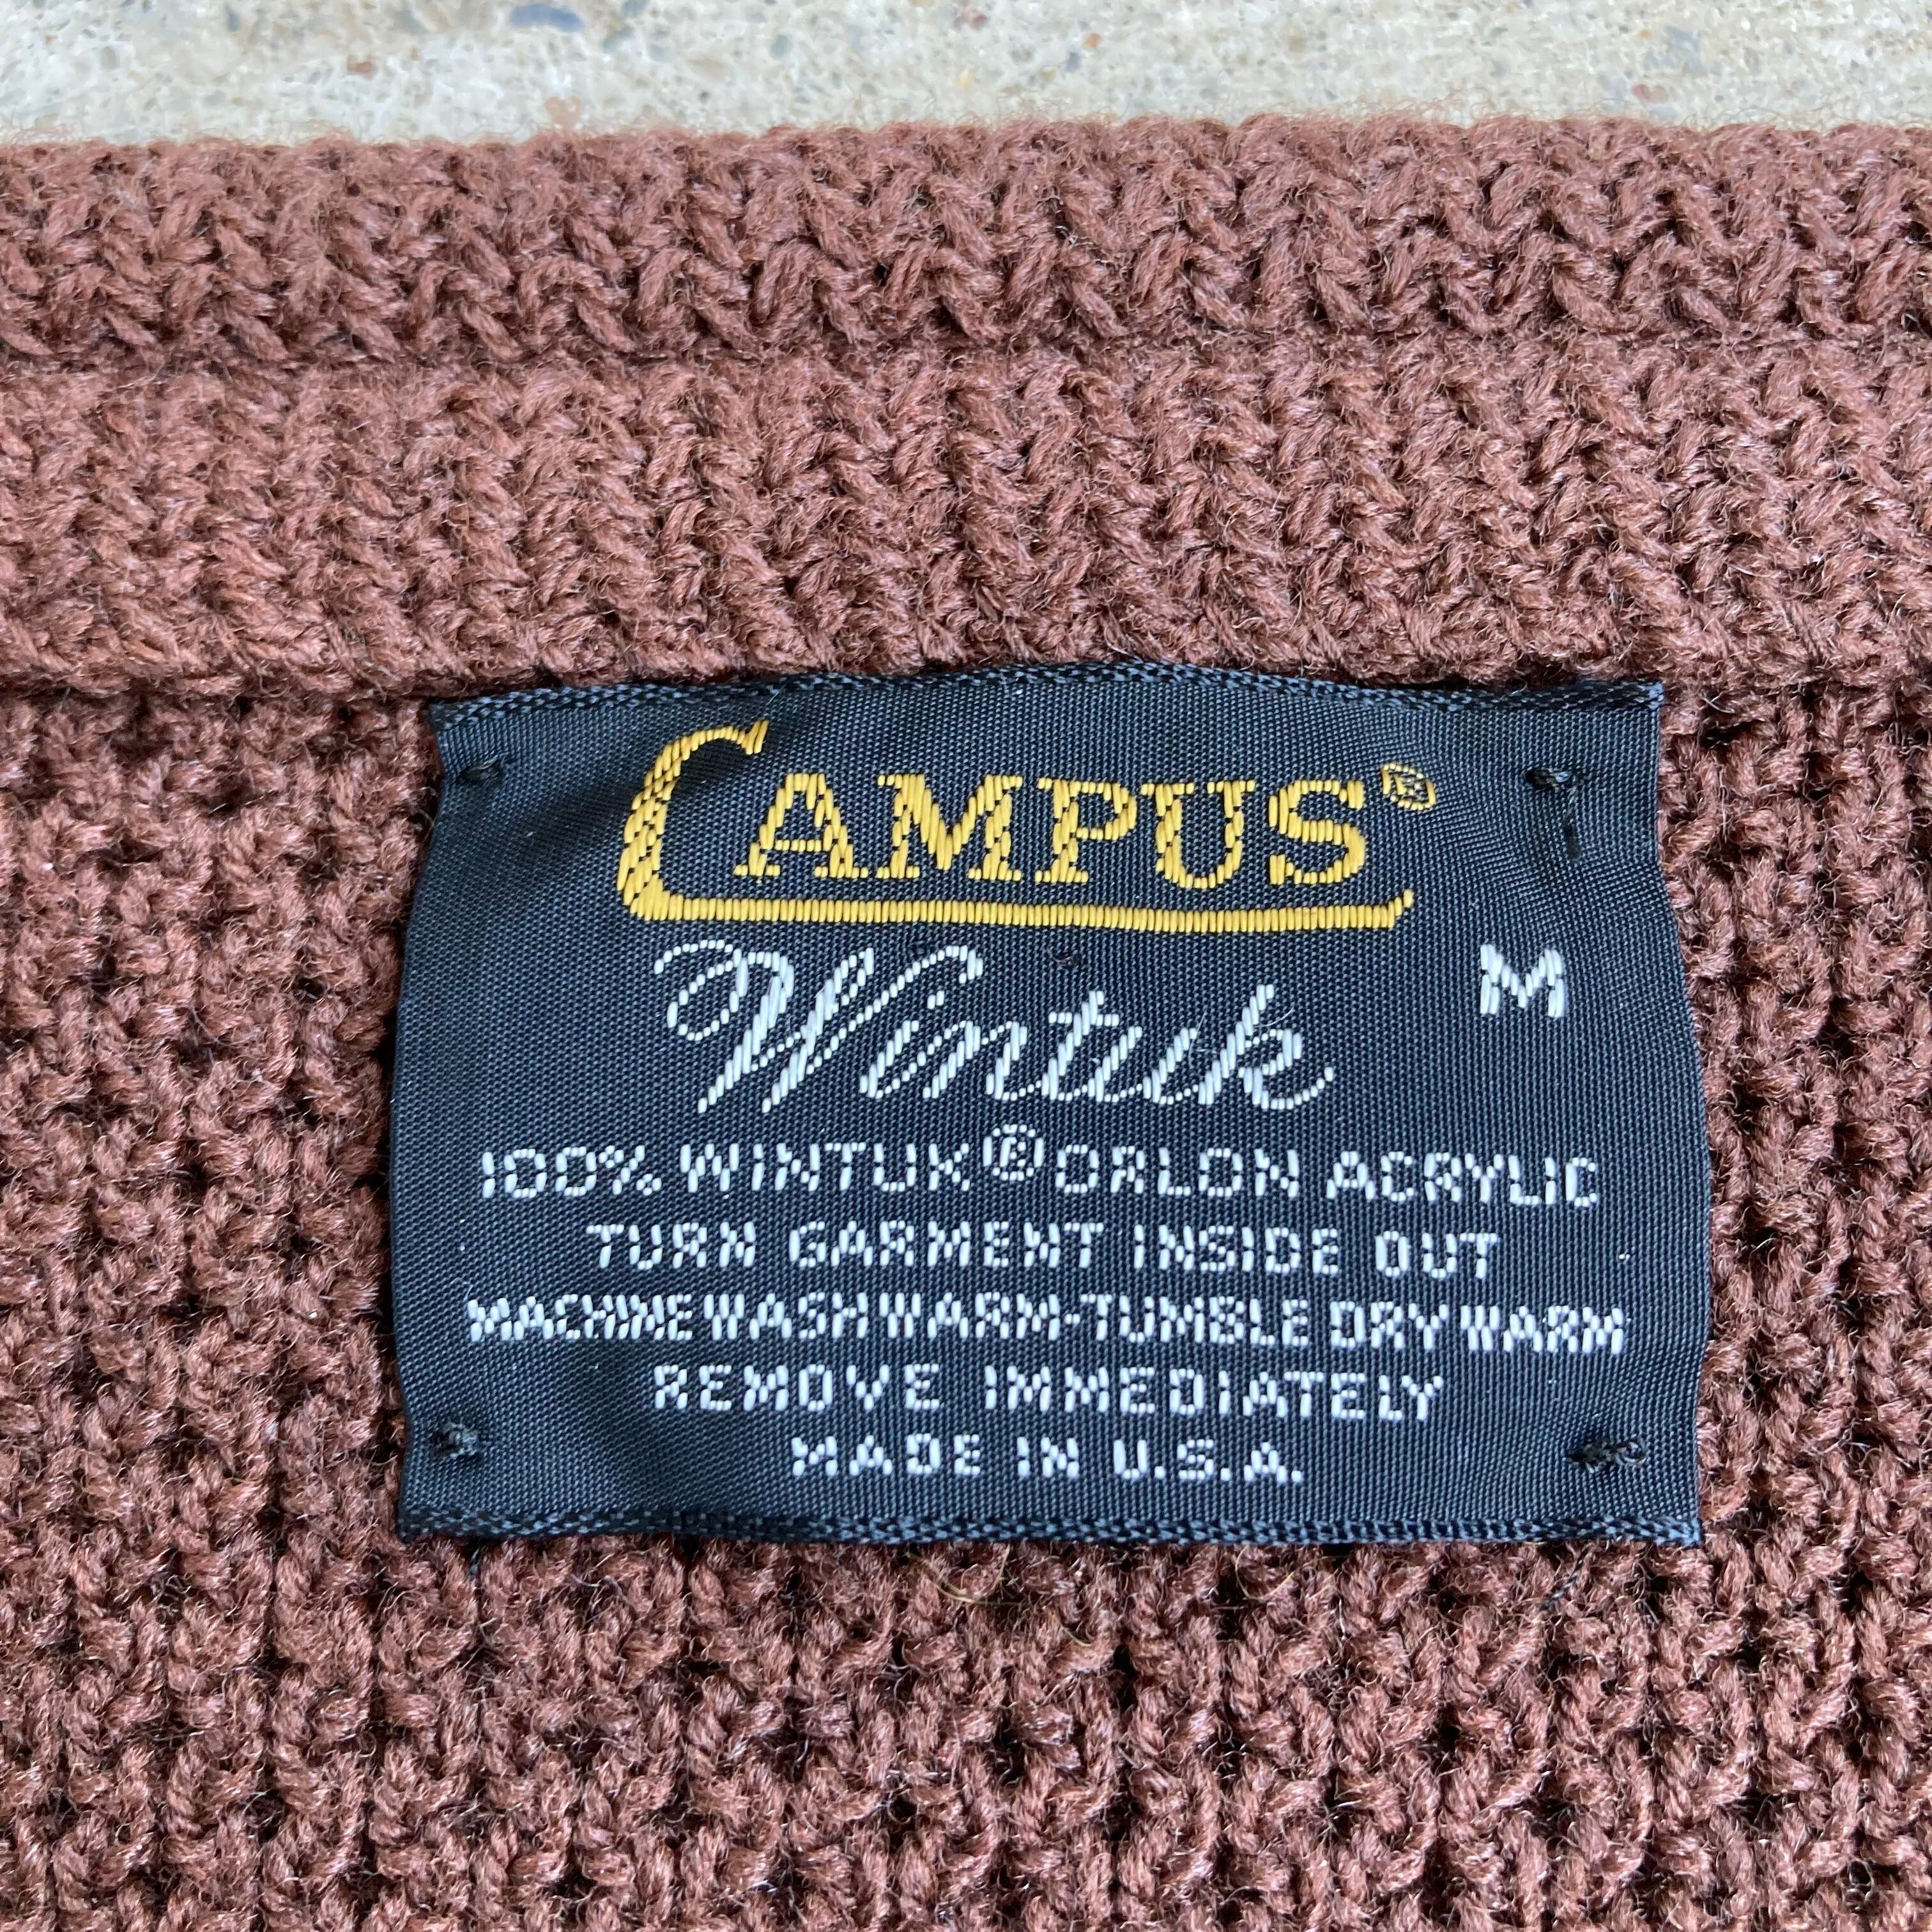 CAMPUS®
Wintuk M
100% WINTUK® ORLON ACRYLIC
TURN GARMENT INSIDE OUT
MACHINE WASH WARM-TUMBLE DRY WARM
REMOVE IMMEDIATELY
MADE IN U.S.A.